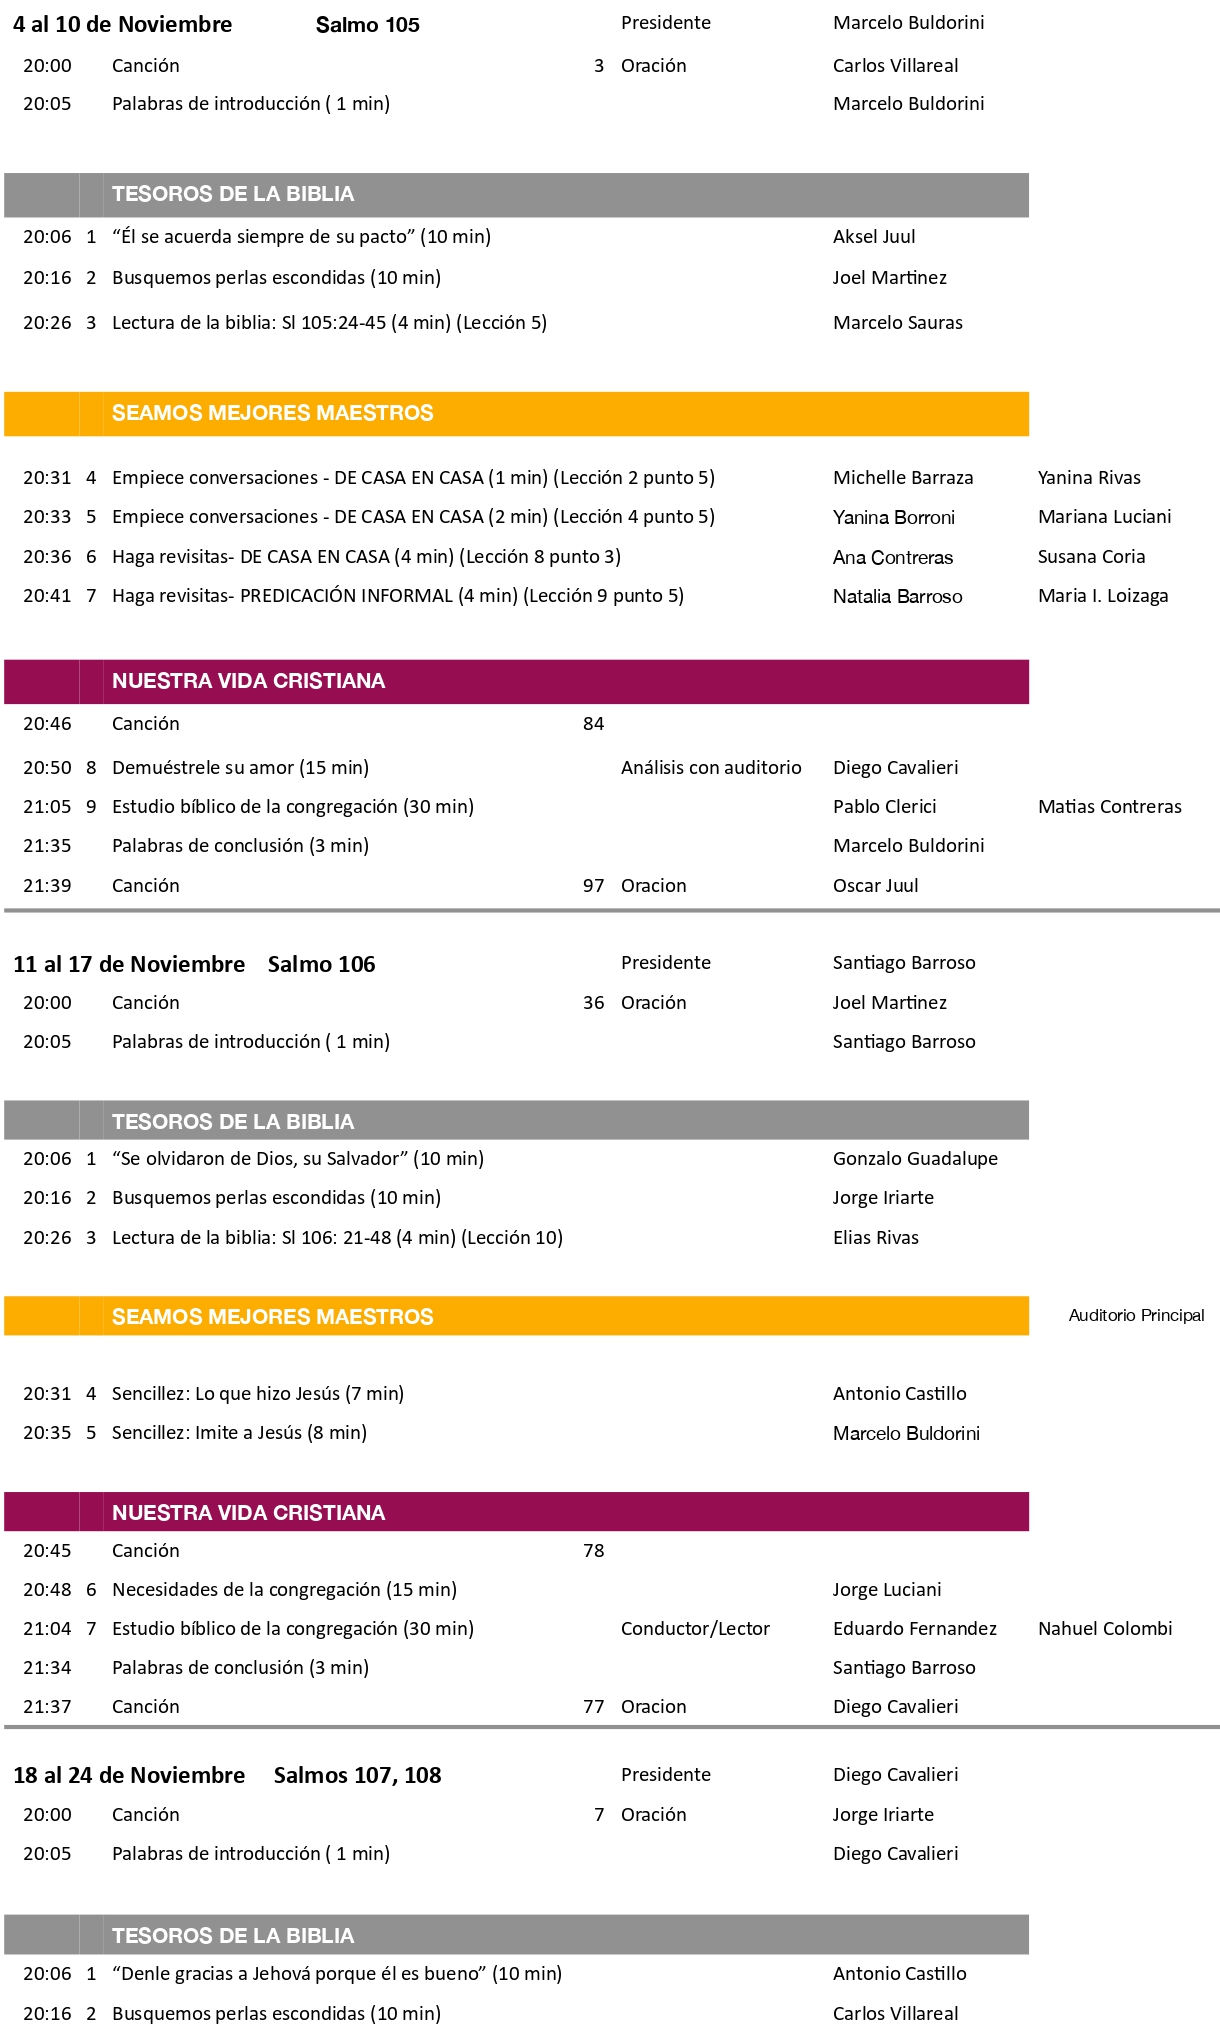 4 al 10 de Noviembre Salmo 105 Presidente Marcelo Buldorini
20:00 Canción 3 Oración Carlos Villareal
20:05 Palabras de introducción ( 1 min) Marcelo Buldorini
TESOROS DE LA BIBLIA
20:06 1 “Él se acuerda siempre de su pacto” (10 min) Aksel Juul
20:16 2 Busquemos perlas escondidas (10 min) Joel Martinez
20:26 3 Lectura de la biblia: Sl 105:24-45 (4 min) (Lección 5) Marcelo Sauras
SEAMOS MEJORES MAESTROS
20:31 4 Empiece conversaciones - DE CASA EN CASA (1 min) (Lección 2 punto 5) Michelle Barraza Yanina Rivas
20:33 5 Empiece conversaciones - DE CASA EN CASA (2 min) (Lección 4 punto 5) Yanina Borroni Mariana Luciani
20:36 6 Haga revisitas- DE CASA EN CASA (4 min) (Lección 8 punto 3) Ana Contreras Susana Coria
20:41 7 Haga revisitas- PREDICACIÓN INFORMAL (4 min) (Lección 9 punto 5) Natalia Barroso Maria I. Loizaga
NUESTRA VIDA CRISTIANA
20:46 Canción 84
20:50 8 Demuéstrele su amor (15 min) Análisis con auditorio Diego Cavalieri
21:05 9 Estudio bíblico de la congregación (30 min) Pablo Clerici Matias Contreras
21:35 Palabras de conclusión (3 min) Marcelo Buldorini
21:39 Canción 97 Oracion Oscar Juul
11 al 17 de Noviembre Salmo 106 Presidente Santiago Barroso
20:00 Canción 36 Oración Joel Martinez
20:05 Palabras de introducción ( 1 min) Santiago Barroso
TESOROS DE LA BIBLIA
20:06 1 “Se olvidaron de Dios, su Salvador” (10 min) Gonzalo Guadalupe
20:16 2 Busquemos perlas escondidas (10 min) Jorge Iriarte
20:26 3 Lectura de la biblia: Sl 106: 21-48 (4 min) (Lección 10) Elias Rivas
SEAMOS MEJORES MAESTROS Auditorio Principal
20:31 4 Sencillez: Lo que hizo Jesús (7 min) Antonio Castillo
20:35 5 Sencillez: Imite a Jesús (8 min) Marcelo Buldorini
NUESTRA VIDA CRISTIANA
20:45 Canción 78
20:48 6 Necesidades de la congregación (15 min) Jorge Luciani
21:04 7 Estudio bíblico de la congregación (30 min) Conductor/Lector Eduardo Fernandez Nahuel Colombi
21:34 Palabras de conclusión (3 min) Santiago Barroso
21:37 Canción 77 Oracion Diego Cavalieri
18 al 24 de Noviembre Salmos 107, 108 Presidente Diego Cavalieri
20:00 Canción 7 Oración Jorge Iriarte
20:05 Palabras de introducción ( 1 min) Diego Cavalieri
TESOROS DE LA BIBLIA
20:06 1 “Denle gracias a Jehová porque él es bueno” (10 min) Antonio Castillo
20:16 2 Busquemos perlas escondidas (10 min) Carlos Villareal